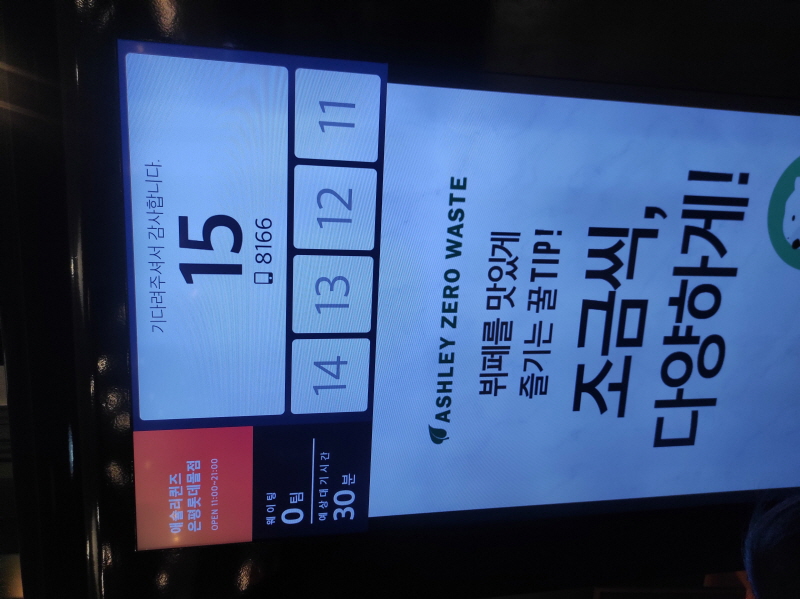 애슐리퀸즈
은평롯데몰점
OPEN 11:00~21:00
웨이팅
0팀
예상대기시간
30분
기다려주셔서 감사합니다.
15
8166
14
13
12
11
ASHLEY ZERO WASTE
뷔페를 맛있게
즐기는 꿀TIP!
조금씩,
다양하게!